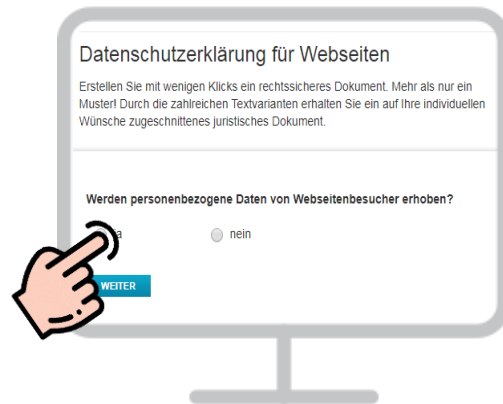 Datenschutzerklärung für Webseiten
Erstellen Sie mit wenigen Klicks ein rechtssicheres Dokument. Mehr als nur ein
Muster! Durch die zahlreichen Textvarianten erhalten Sie ein auf Ihre individuellen
Wünsche zugeschnittenes juristisches Dokument.
Werden personenbezogene Daten von Webseitenbesucher erhoben?
nein
WEITER